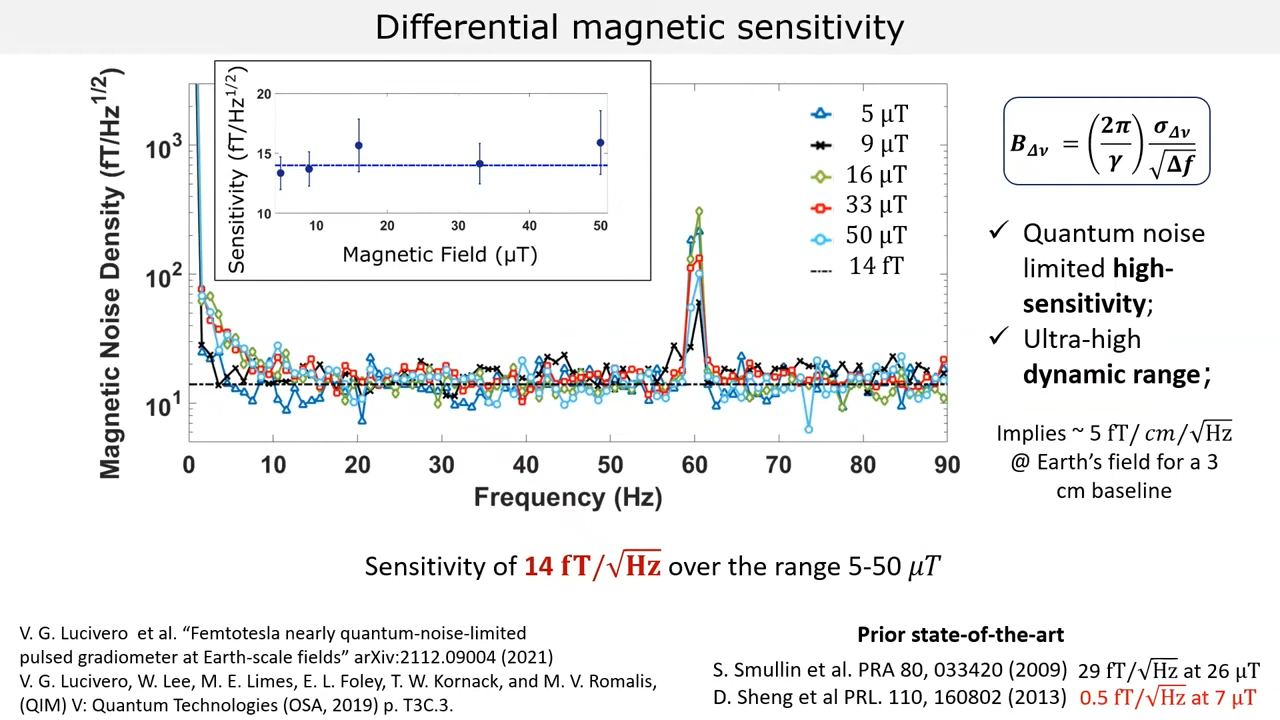 Differential magnetic sensitivity
Magnetic Noise Density (fT/Hz^1/2)
10^3
10^2
10^1
0 10 20 30 40 50 60 70 80 90
Frequency (Hz)
Sensitivity (fT/Hz^1/2)
20
15
10
10 20 30 40 50
Magnetic Field (µT)
5 µT
9 µT
16 µT
33 µT
50 µT
14 fT
B_Δν = (2π/γ) σ_Δν/√Δf
✓ Quantum noise
limited high-
sensitivity;
✓ Ultra-high
dynamic range;
Implies ~ 5 fT/ cm/√Hz
@ Earth’s field for a 3
cm baseline
Sensitivity of 14 fT/√Hz over the range 5-50 µT
V. G. Lucivero et al. “Femtotesla nearly quantum-noise-limited
pulsed gradiometer at Earth-scale fields” arXiv:2112.09004 (2021)
V. G. Lucivero, W. Lee, M. E. Limes, E. L. Foley, T. W. Kornack, and M. V. Romalis,
(QIM) V: Quantum Technologies (OSA, 2019) p. T3C.3.
Prior state-of-the-art
S. Smullin et al. PRA 80, 033420 (2009) 29 fT/√Hz at 26 µT
D. Sheng et al PRL. 110, 160802 (2013) 0.5 fT/√Hz at 7 µT